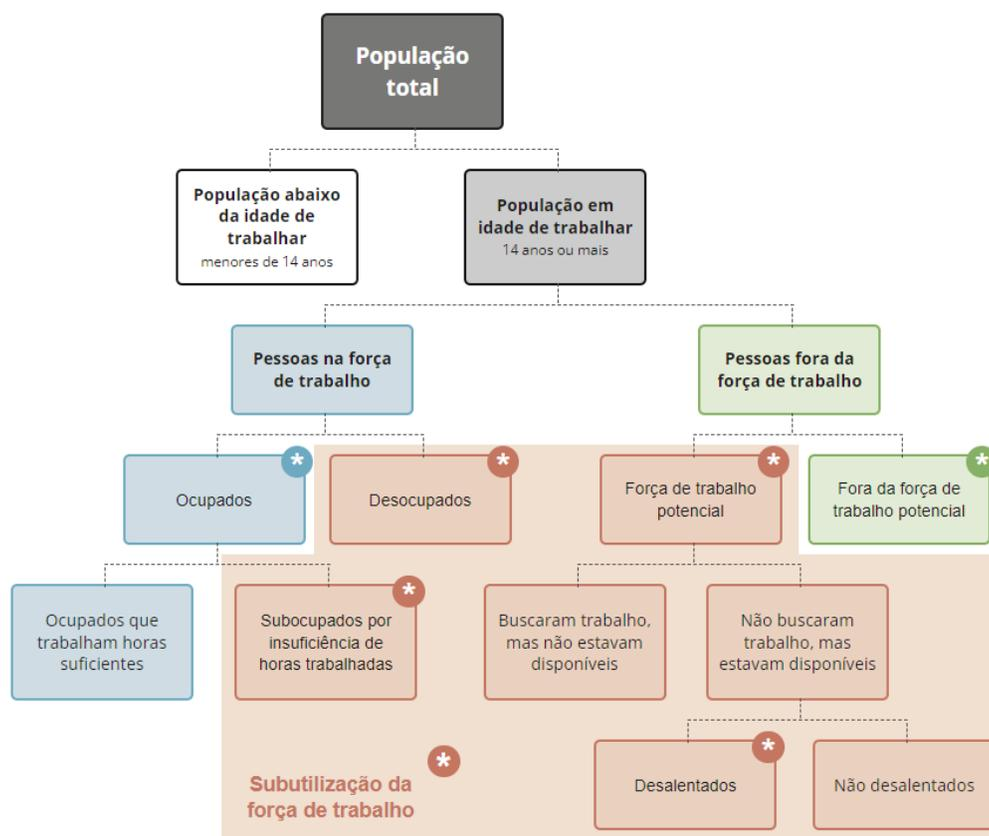 População
total
População abaixo
da idade de
trabalhar
menores de 14 anos
População em
idade de trabalhar
14 anos ou mais
Pessoas na força
de trabalho
Pessoas fora da
força de trabalho
*
Ocupados
*
Desocupados
*
Força de trabalho
potencial
*
Fora da força de
trabalho potencial
Ocupados que
trabalham horas
suficientes
*
Subocupados por
insuficiência de
horas trabalhadas
Buscaram trabalho,
mas não estavam
disponíveis
Não buscaram
trabalho, mas
estavam disponíveis
*
Subutilização da
força de trabalho
*
Desalentados
Não desalentados